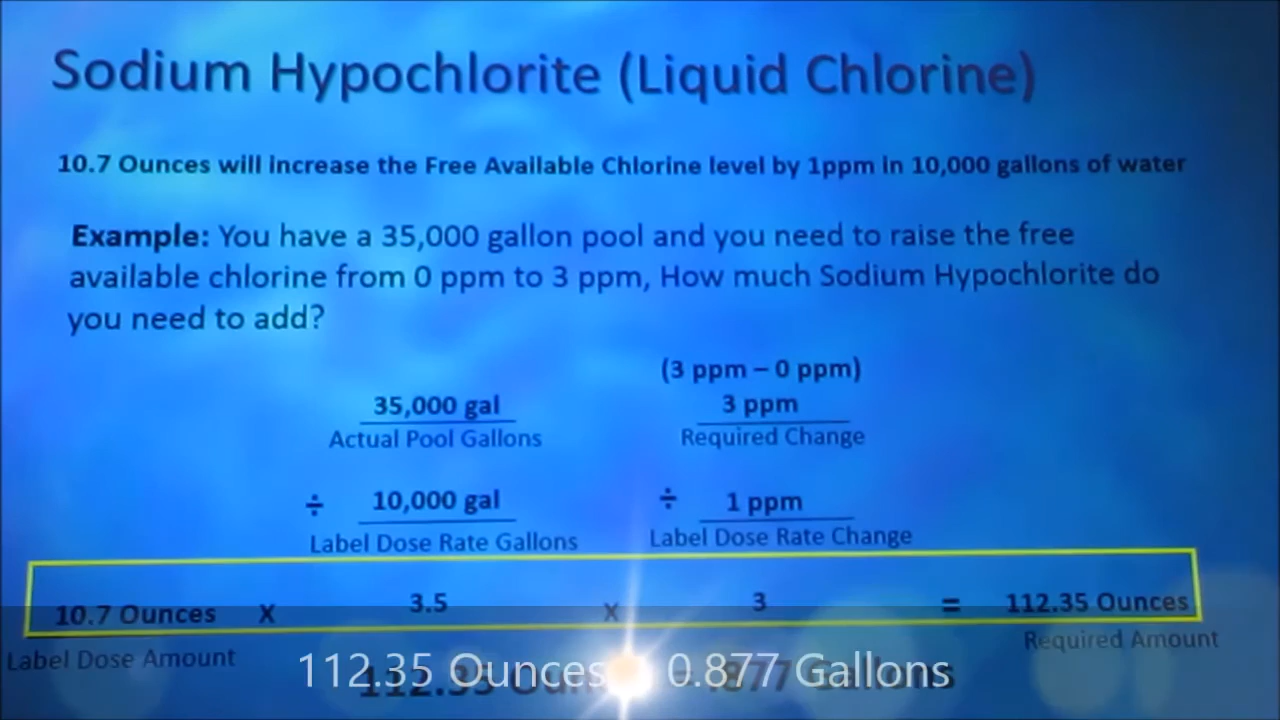 Sodium Hypochlorite (Liquid Chlorine)
10.7 Ounces will increase the Free Available Chlorine level by 1ppm in 10,000 gallons of water
Example: You have a 35,000 gallon pool and you need to raise the free
available chlorine from 0 ppm to 3 ppm, How much Sodium Hypochlorite do
you need to add?
(3 ppm – 0 ppm)
35,000 gal 3 ppm
Actual Pool Gallons Required Change
÷ 10,000 gal ÷ 1 ppm
Label Dose Rate Gallons Label Dose Rate Change
10.7 Ounces X 3.5 X 3 = 112.35 Ounces
Label Dose Amount Required Amount
112.35 Ounces 0.877 Gallons